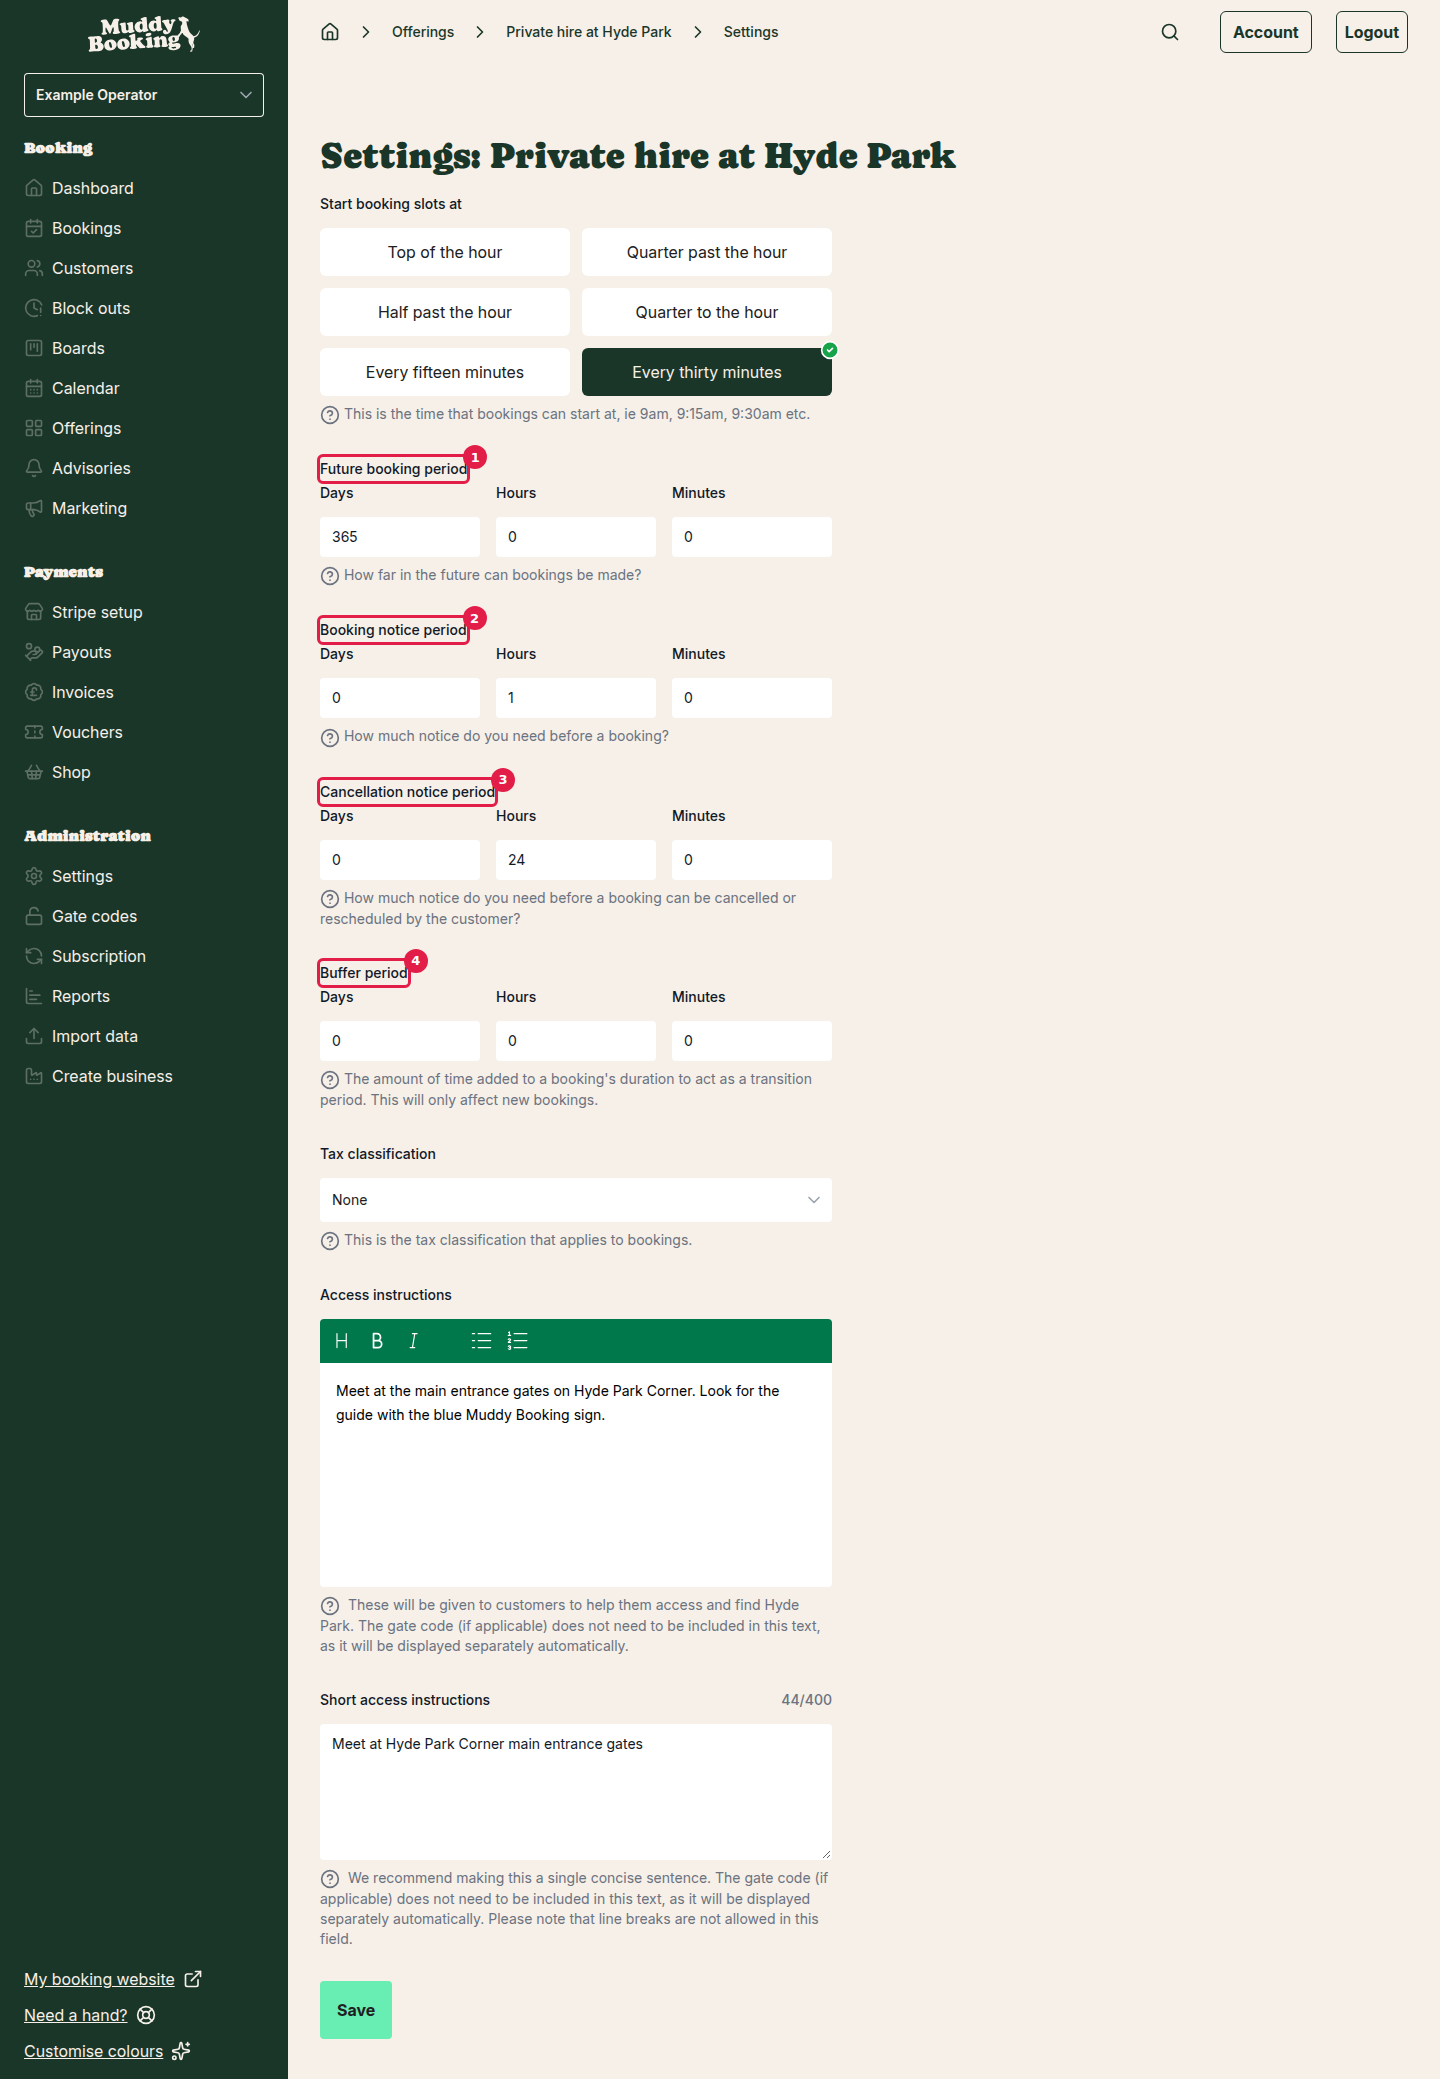 Muddy
Booking
Example Operator
Booking
Dashboard
Bookings
Customers
Block outs
Boards
Calendar
Offerings
Advisories
Marketing
Payments
Stripe setup
Payouts
Invoices
Vouchers
Shop
Administration
Settings
Gate codes
Subscription
Reports
Import data
Create business
My booking website
Need a hand?
Customise colours
Offerings
Private hire at Hyde Park
Settings
Account
Logout
Settings: Private hire at Hyde Park
Start booking slots at
Top of the hour
Quarter past the hour
Half past the hour
Quarter to the hour
Every fifteen minutes
Every thirty minutes
This is the time that bookings can start at, ie 9am, 9:15am, 9:30am etc.
Future booking period 1
Days Hours Minutes
365 0 0
How far in the future can bookings be made?
Booking notice period 2
Days Hours Minutes
0 1 0
How much notice do you need before a booking?
Cancellation notice period 3
Days Hours Minutes
0 24 0
How much notice do you need before a booking can be cancelled or
rescheduled by the customer?
Buffer period 4
Days Hours Minutes
0 0 0
The amount of time added to a booking's duration to act as a transition
period. This will only affect new bookings.
Tax classification
None
This is the tax classification that applies to bookings.
Access instructions
H B I
Meet at the main entrance gates on Hyde Park Corner. Look for the
guide with the blue Muddy Booking sign.
These will be given to customers to help them access and find Hyde
Park. The gate code (if applicable) does not need to be included in this text,
as it will be displayed separately automatically.
Short access instructions 44/400
Meet at Hyde Park Corner main entrance gates
We recommend making this a single concise sentence. The gate code (if
applicable) does not need to be included in this text, as it will be displayed
separately automatically. Please note that line breaks are not allowed in this
field.
Save